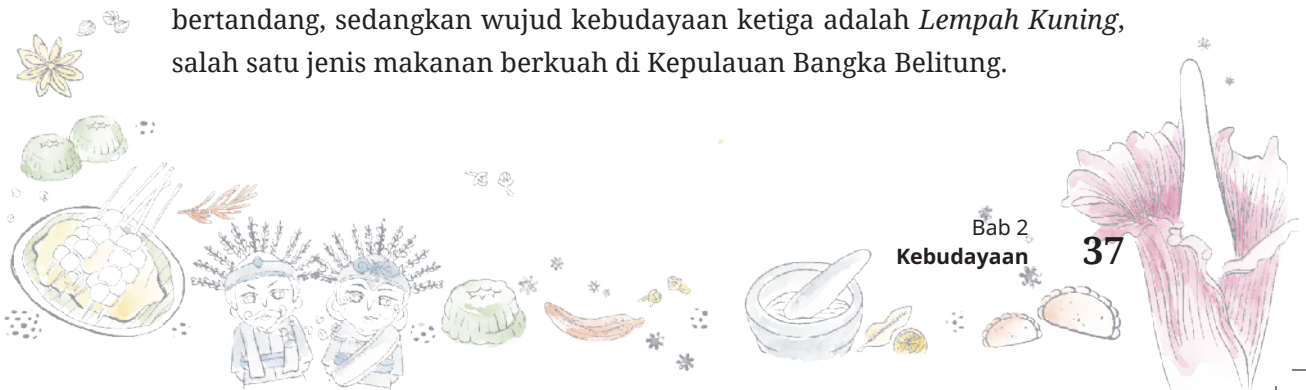 bertandang, sedangkan wujud kebudayaan ketiga adalah Lempah Kuning,
salah satu jenis makanan berkuah di Kepulauan Bangka Belitung.
Bab 2
Kebudayaan
37